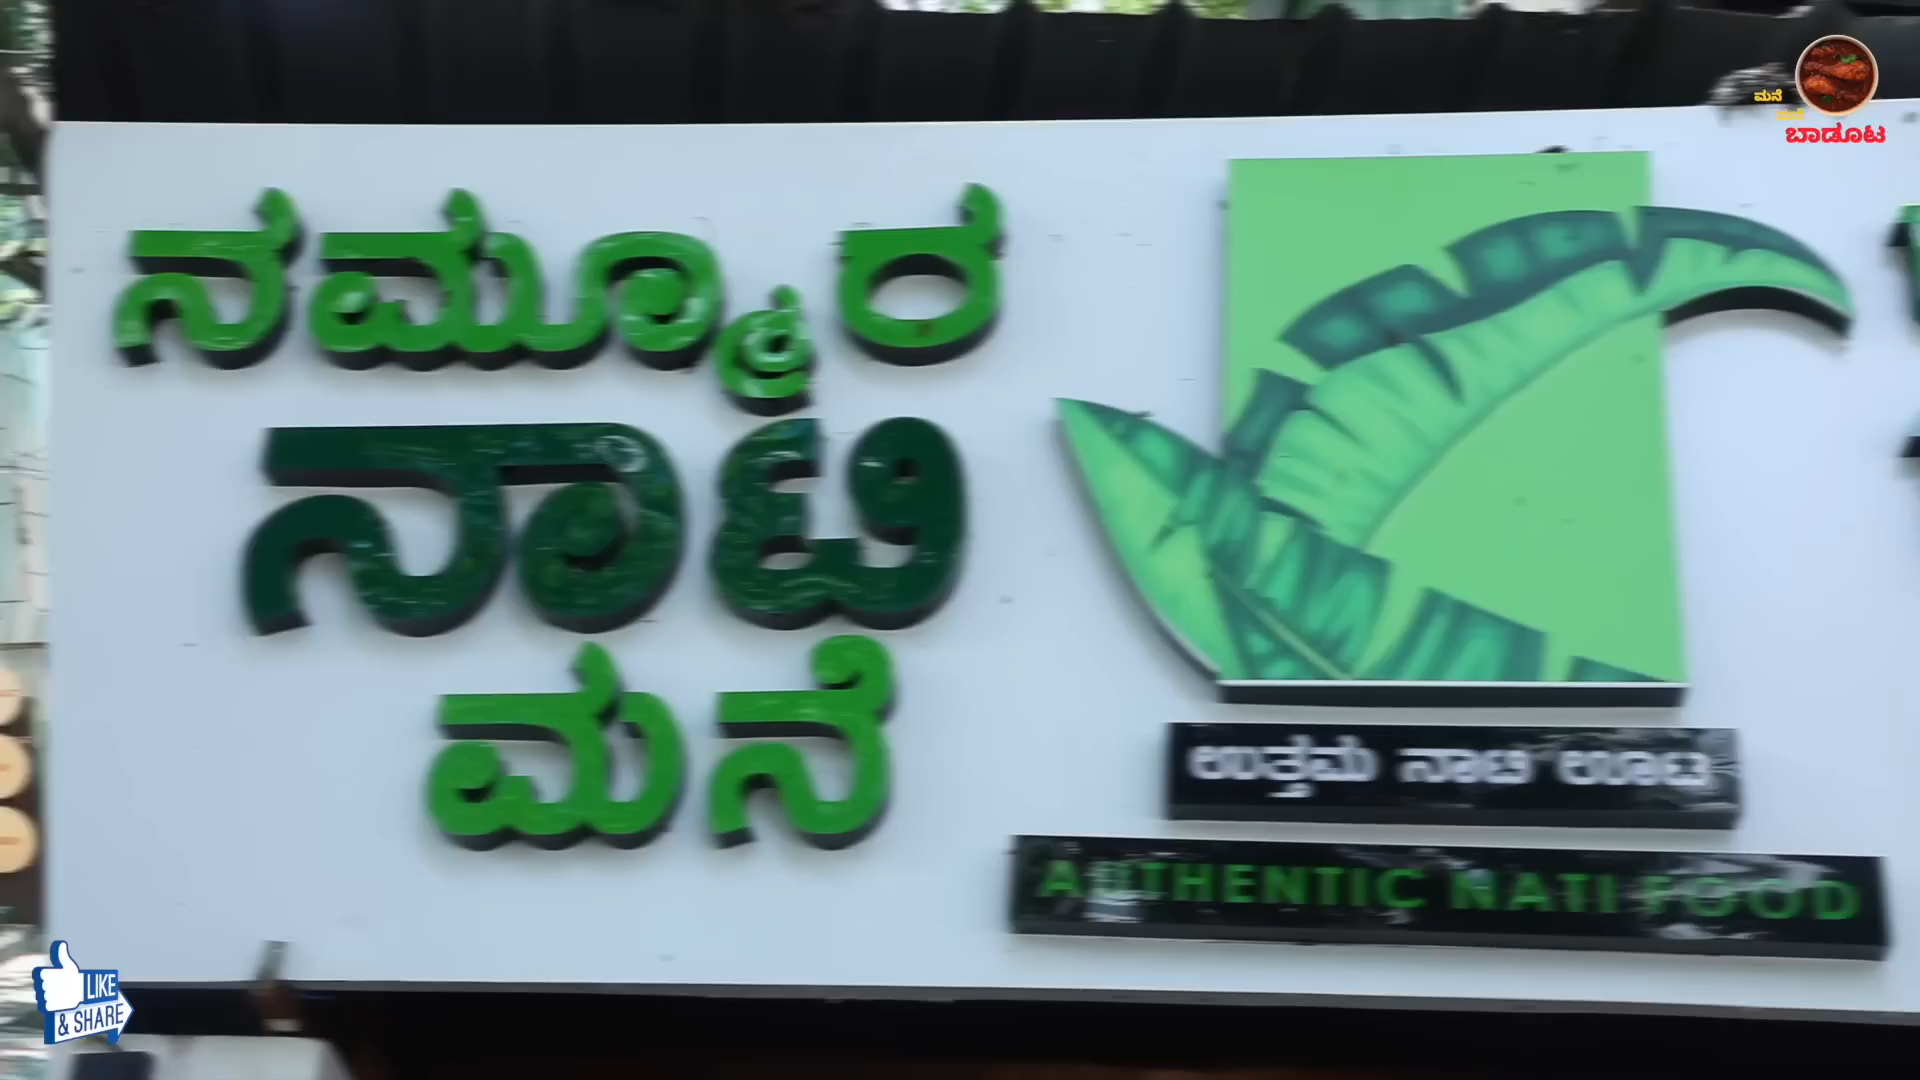 ಮನೆ
ಬಾಡೂಟ
ನಮ್ಮೂರ
ನಾಟಿ
ಮನೆ
ಉತ್ತಮ ನಾಟಿ ಊಟ
AUTHENTIC NATI FOOD
LIKE
& SHARE